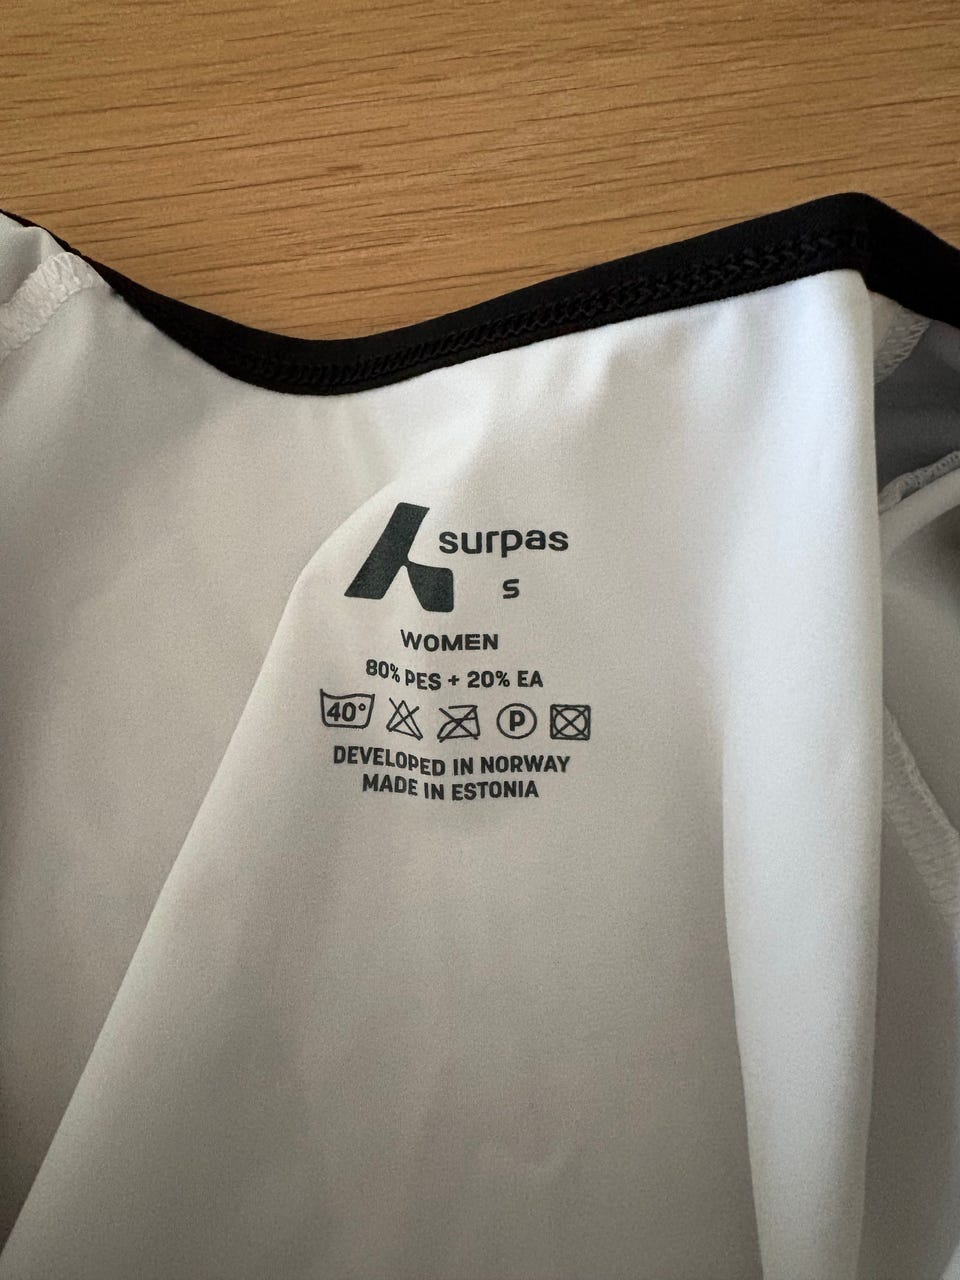 surpas
S
WOMEN
80% PES + 20% EA
40° P
DEVELOPED IN NORWAY
MADE IN ESTONIA